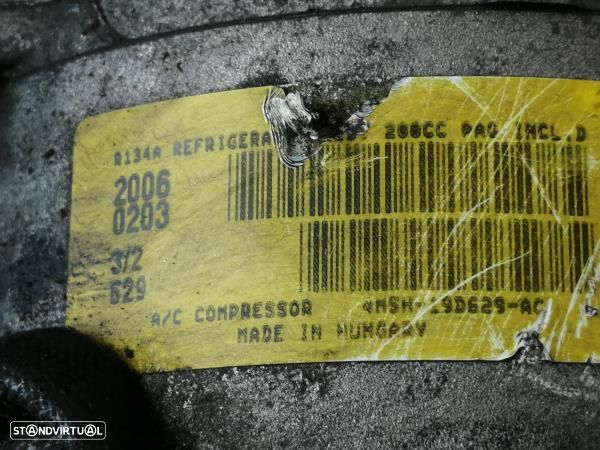 R134A REFRIGERA 200CC PAG INCL D
2006
0203
3/2
629
A/C COMPRESSOR 4M5H-19D629-AC
MADE IN HUNGARY
STANDVIRTUAL